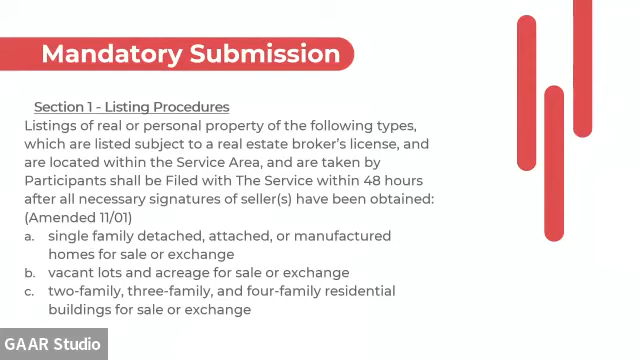 Mandatory Submission
Section 1 - Listing Procedures
Listings of real or personal property of the following types,
which are listed subject to a real estate broker's license, and
are located within the Service Area, and are taken by
Participants shall be Filed with The Service within 48 hours
after all necessary signatures of seller(s) have been obtained:
(Amended 11/01)
a. single family detached, attached, or manufactured
homes for sale or exchange
b. vacant lots and acreage for sale or exchange
c. two-family, three-family, and four-family residential
buildings for sale or exchange
GAAR Studio